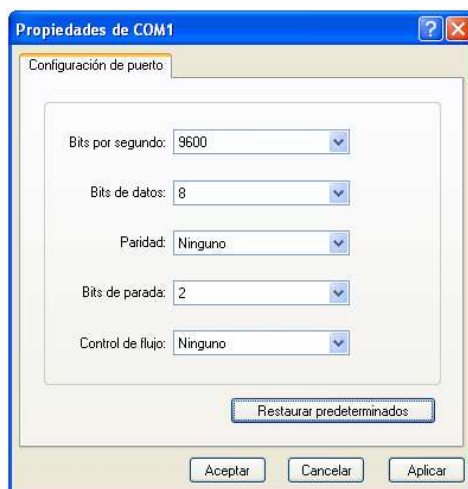 Propiedades de COM1
Configuración de puerto
Bits por segundo: 9600
Bits de datos: 8
Paridad: Ninguno
Bits de parada: 2
Control de flujo: Ninguno
Restaurar predeterminados
Aceptar Cancelar Aplicar